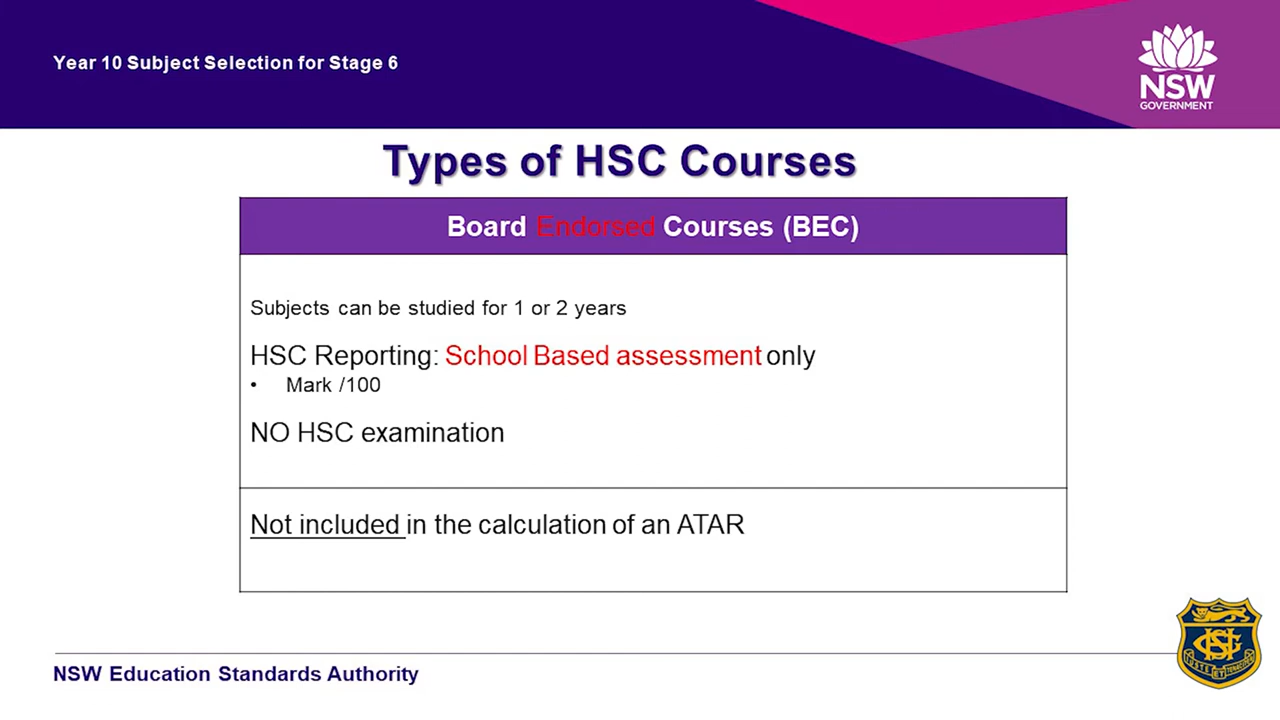 Year 10 Subject Selection for Stage 6
NSW
GOVERNMENT
Types of HSC Courses
Board Endorsed Courses (BEC)
Subjects can be studied for 1 or 2 years
HSC Reporting: School Based assessment only
• Mark /100
NO HSC examination
Not included in the calculation of an ATAR
NSW Education Standards Authority